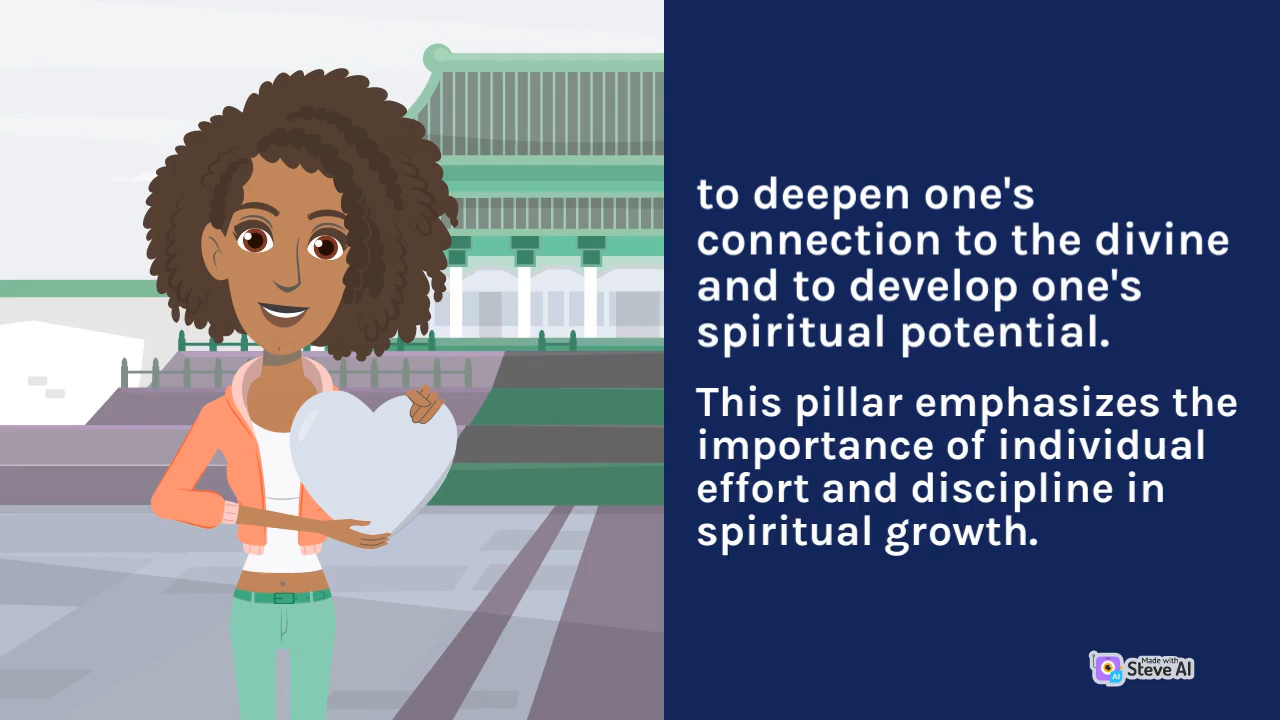 to deepen one's
connection to the divine
and to develop one's
spiritual potential.
This pillar emphasizes the
importance of individual
effort and discipline in
spiritual growth.
Made with
Steve AI
AI